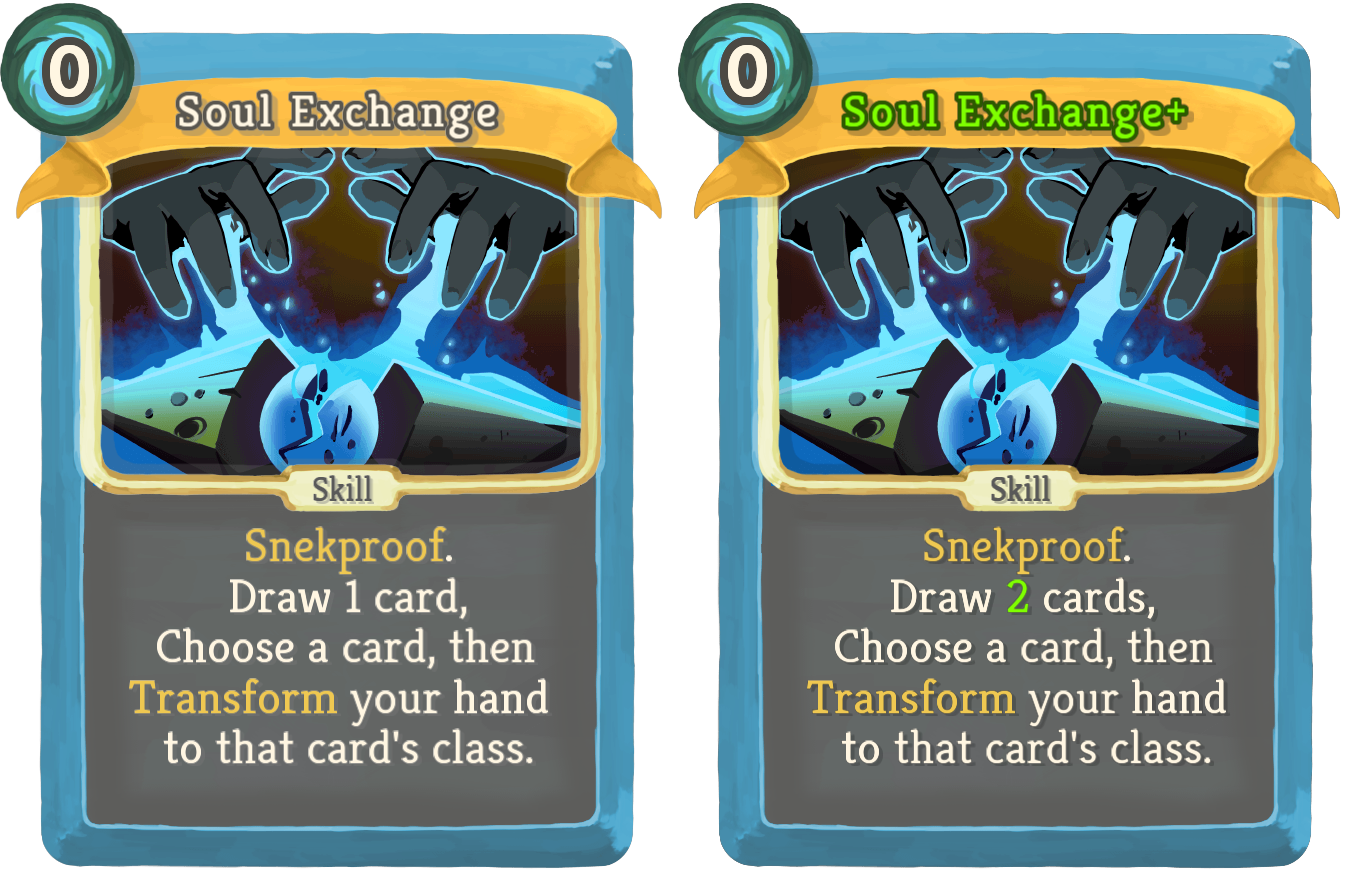 0
Soul Exchange
Skill
Snekproof.
Draw 1 card,
Choose a card, then
Transform your hand
to that card's class.
0
Soul Exchange+
Skill
Snekproof.
Draw 2 cards,
Choose a card, then
Transform your hand
to that card's class.